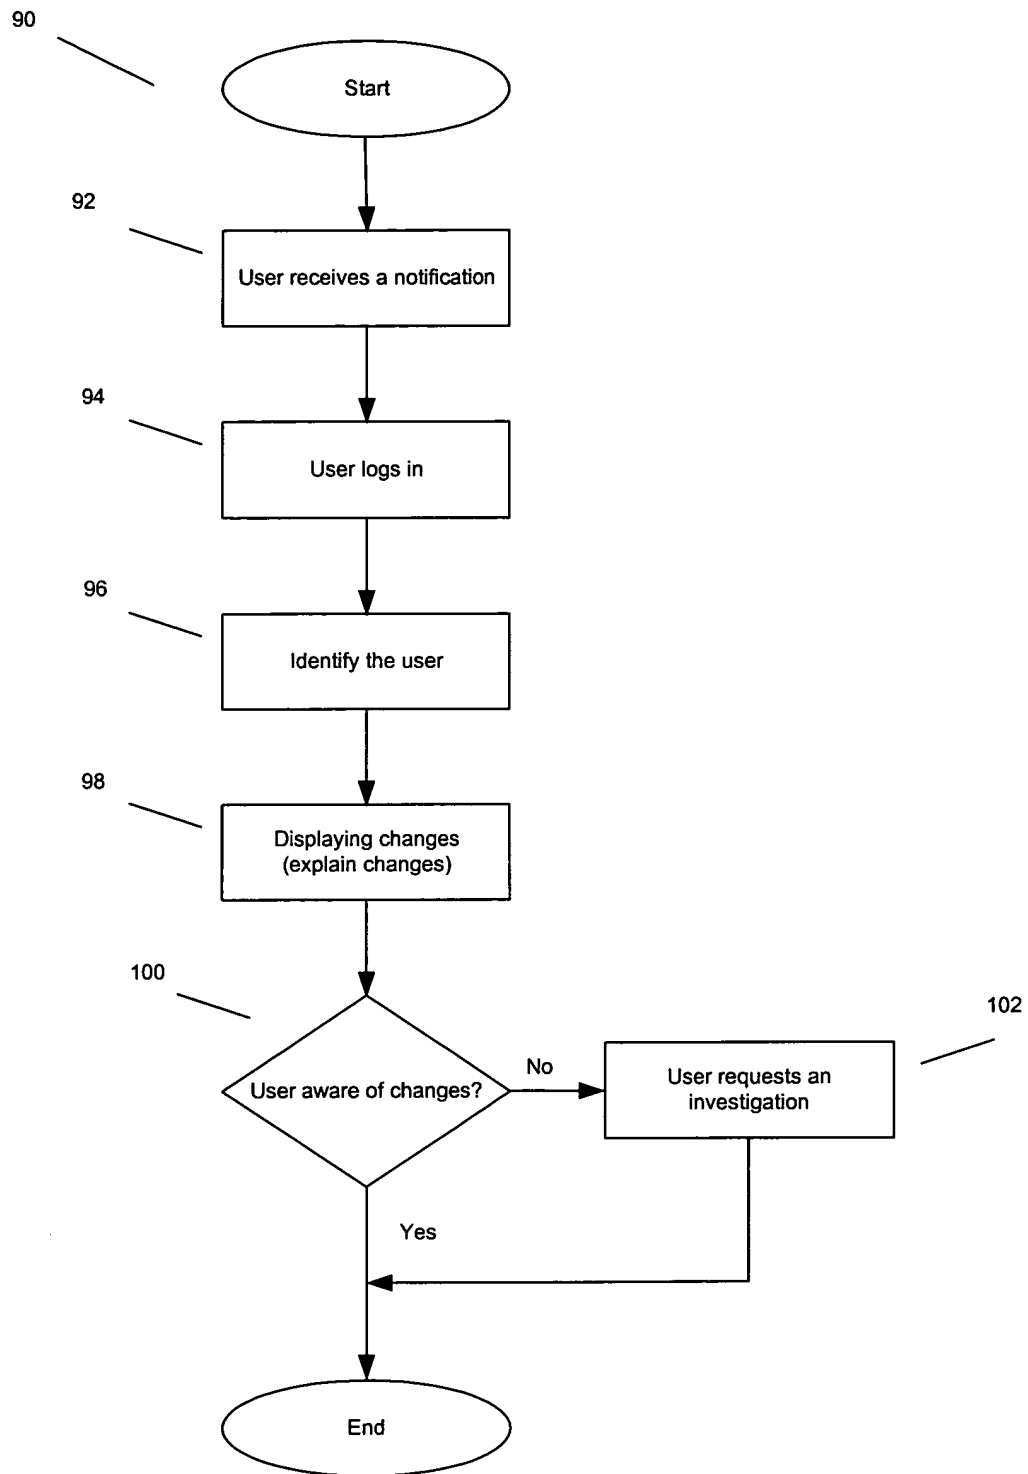 90
Start
92
User receives a notification
94
User logs in
96
Identify the user
98
Displaying changes
(explain changes)
100
102
User aware of changes?
No
User requests an
investigation
Yes
End